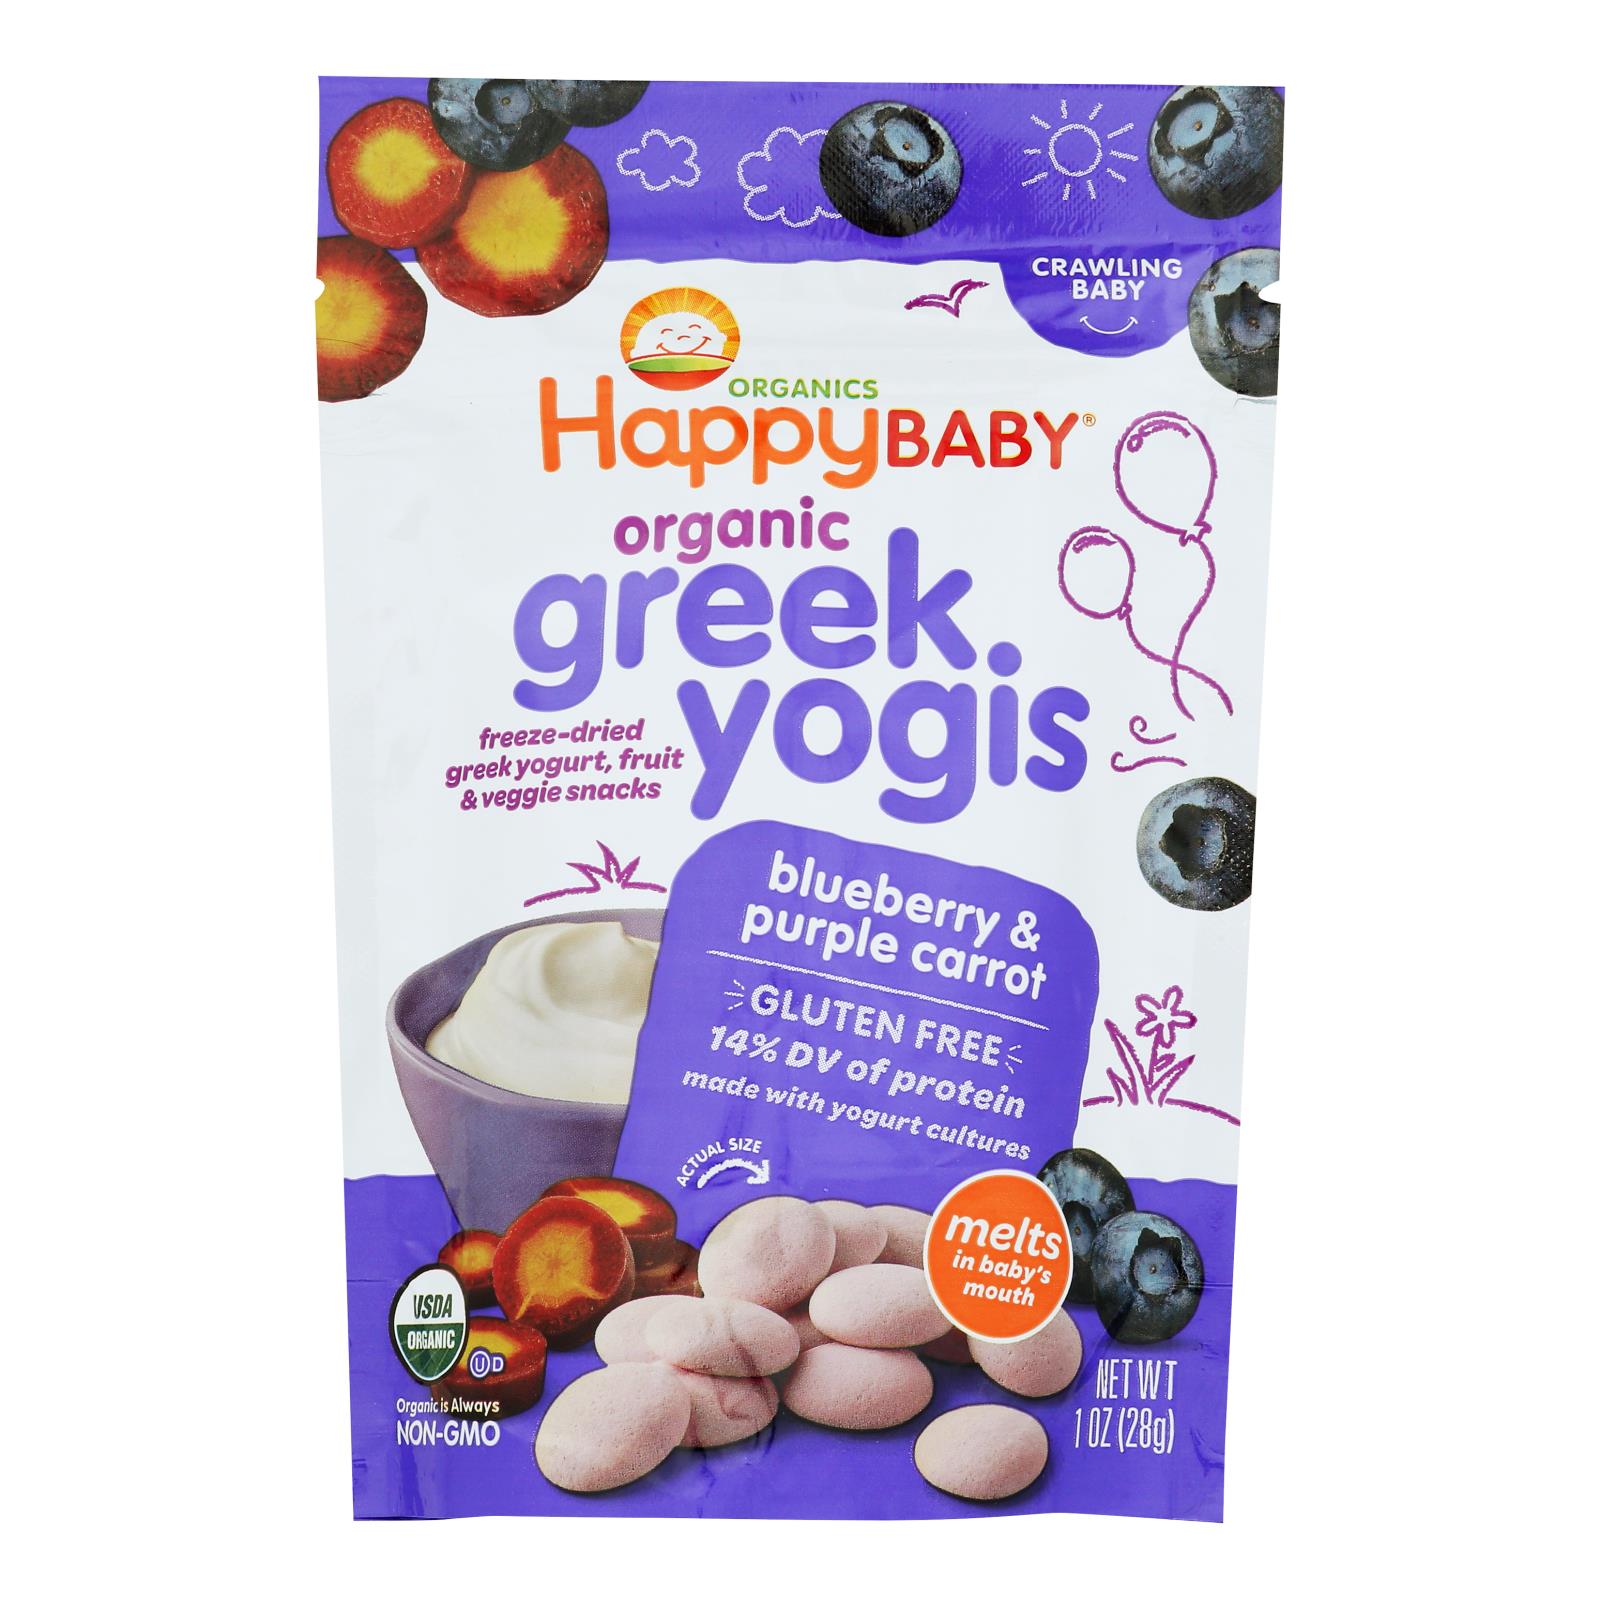 CRAWLING
BABY
ORGANICS
HappyBABY®
organic
greek
yogis
freeze-dried
greek yogurt, fruit
& veggie snacks
blueberry &
purple carrot
GLUTEN FREE
14% DV of protein
made with yogurt cultures
ACTUAL SIZE
melts
in baby's
mouth
USDA
ORGANIC
U D
Organic is Always
NON-GMO
NET WT
1 OZ (28g)